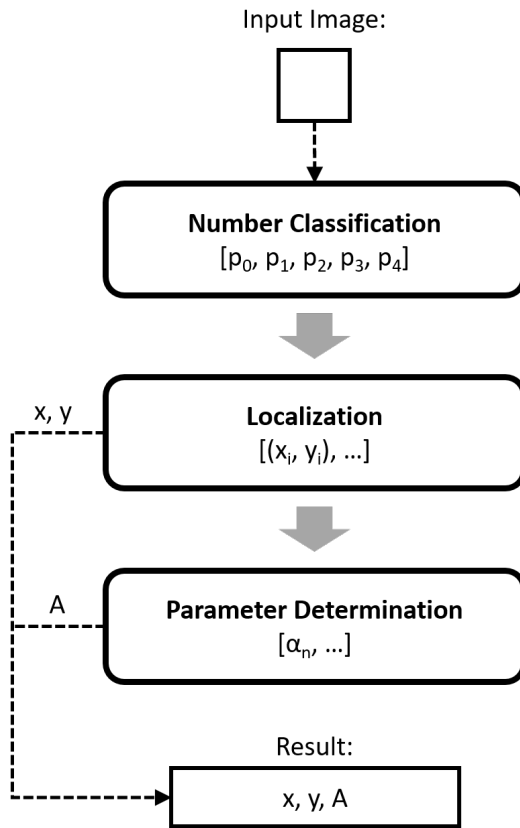 Input Image:
Number Classification
[p₀, p₁, p₂, p₃, p₄]
x, y
Localization
[(xᵢ, yᵢ), ...]
A
Parameter Determination
[αₙ, ...]
Result:
x, y, A